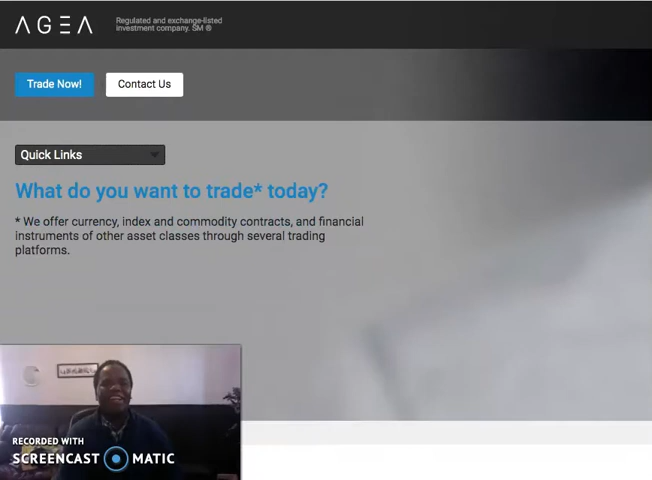 AGEA
Regulated and exchange-listed
investment company. SM ®
Trade Now!
Contact Us
Quick Links
What do you want to trade* today?
* We offer currency, index and commodity contracts, and financial
instruments of other asset classes through several trading
platforms.
RECORDED WITH
SCREENCAST MATIC